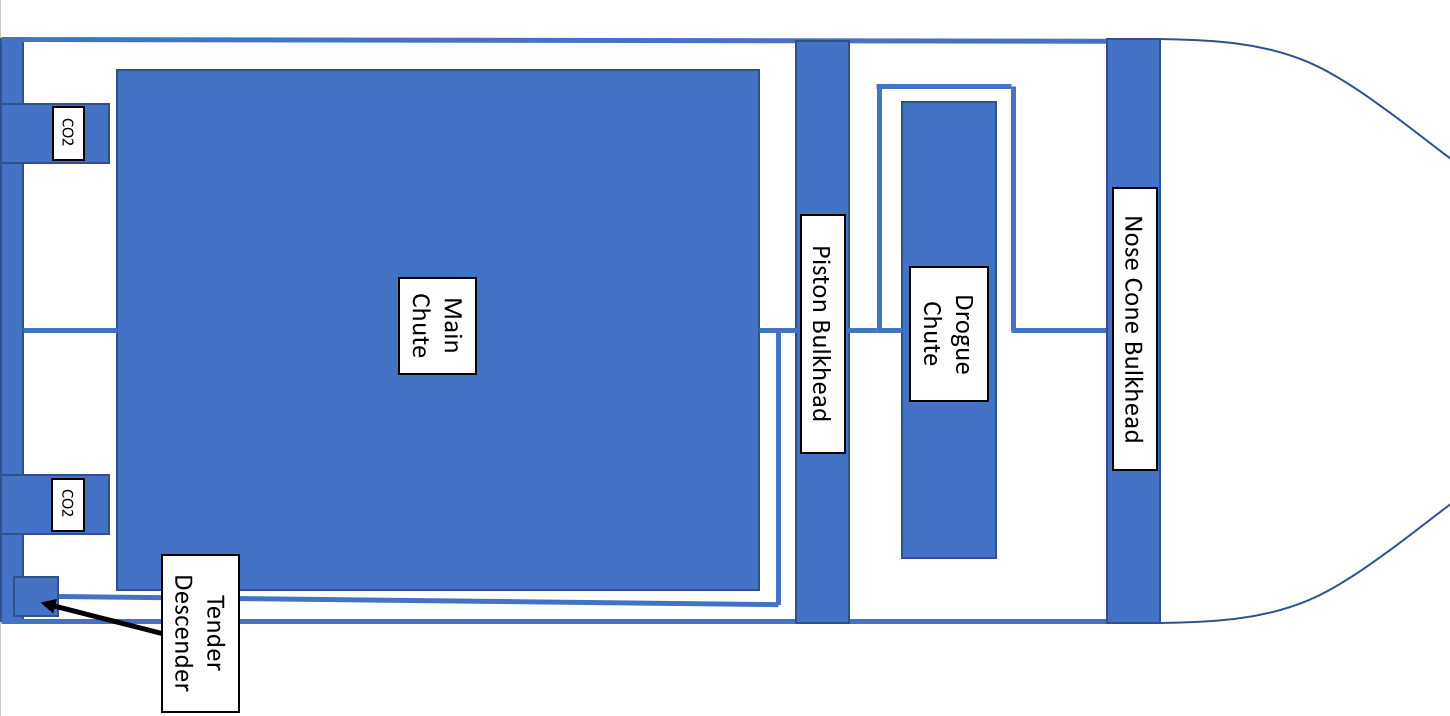 CO2
CO2
Tender
Descender
Main
Chute
Piston Bulkhead
Drogue
Chute
Nose Cone Bulkhead